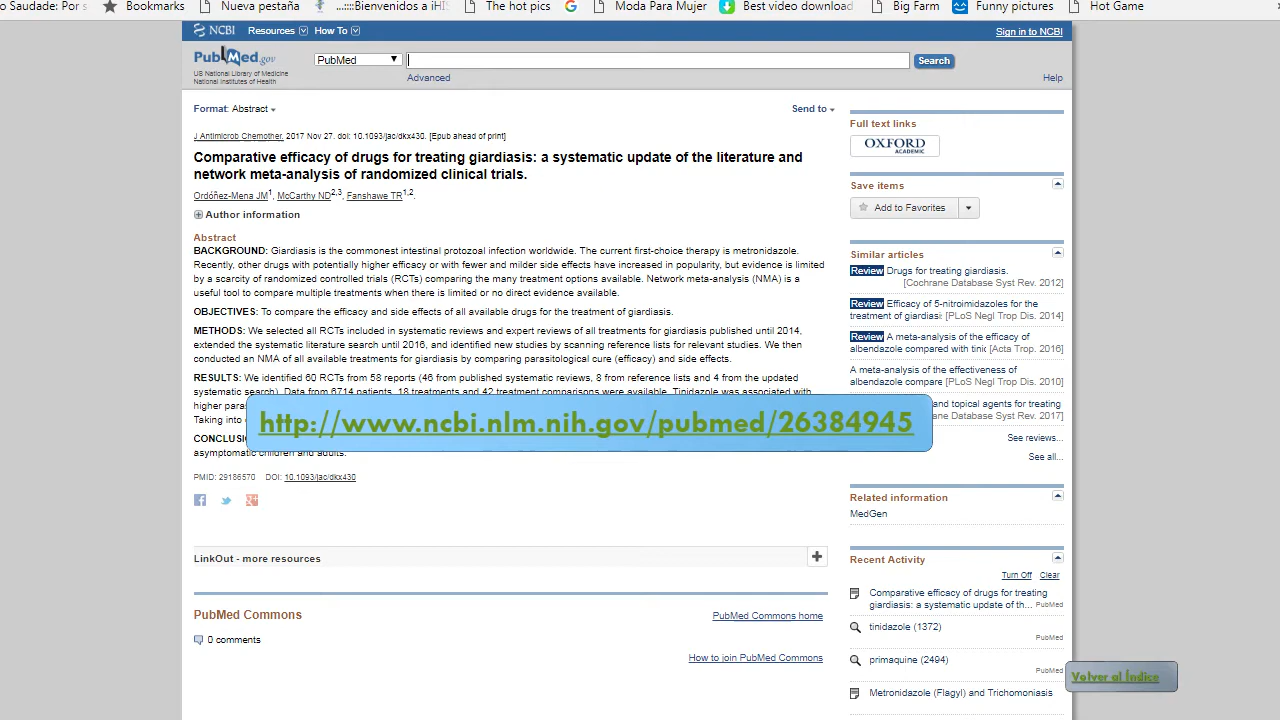 o Saudade: Por s Bookmarks Nueva pestaña ...::::Bienvenidos a iHIS The hot pics Moda Para Mujer Best video download Big Farm Funny pictures Hot Game
NCBI Resources How To Sign in to NCBI
PubMed.gov
US National Library of Medicine
National Institutes of Health
PubMed Search
Advanced Help
Format: Abstract Send to
J Antimicrob Chemother. 2017 Nov 27. doi: 10.1093/jac/dkx430. [Epub ahead of print]
Comparative efficacy of drugs for treating giardiasis: a systematic update of the literature and
network meta-analysis of randomized clinical trials.
Ordóñez-Mena JM1, McCarthy ND2,3, Fanshawe TR1,2.
Author information
Abstract
BACKGROUND: Giardiasis is the commonest intestinal protozoal infection worldwide. The current first-choice therapy is metronidazole.
Recently, other drugs with potentially higher efficacy or with fewer and milder side effects have increased in popularity, but evidence is limited
by a scarcity of randomized controlled trials (RCTs) comparing the many treatment options available. Network meta-analysis (NMA) is a
useful tool to compare multiple treatments when there is limited or no direct evidence available.
OBJECTIVES: To compare the efficacy and side effects of all available drugs for the treatment of giardiasis.
METHODS: We selected all RCTs included in systematic reviews and expert reviews of all treatments for giardiasis published until 2014,
extended the systematic literature search until 2016, and identified new studies by scanning reference lists for relevant studies. We then
conducted an NMA of all available treatments for giardiasis by comparing parasitological cure (efficacy) and side effects.
RESULTS: We identified 60 RCTs from 58 reports (46 from published systematic reviews, 8 from reference lists and 4 from the updated
systematic search). Data from 6714 patients, 18 treatments and 42 treatment comparisons were available. Tinidazole was associated with
higher para
Taking into
CONCLUSI
asymptomatic children and adults.
http://www.ncbi.nlm.nih.gov/pubmed/26384945
PMID: 29186570 DOI: 10.1093/jac/dkx430
LinkOut - more resources
PubMed Commons PubMed Commons home
0 comments
How to join PubMed Commons
Full text links
OXFORD
ACADEMIC
Save items
Add to Favorites
Similar articles
Review Drugs for treating giardiasis.
[Cochrane Database Syst Rev. 2012]
Review Efficacy of 5-nitroimidazoles for the
treatment of giardiasi: [PLoS Negl Trop Dis. 2014]
Review A meta-analysis of the efficacy of
albendazole compared with tinic [Acta Trop. 2016]
A meta-analysis of the effectiveness of
albendazole compare [PLoS Negl Trop Dis. 2010]
and topical agents for treating
ne Database Syst Rev. 2017]
See reviews...
See all...
Related information
MedGen
Recent Activity
Turn Off Clear
Comparative efficacy of drugs for treating
giardiasis: a systematic update of th... PubMed
tinidazole (1372)
PubMed
primaquine (2494)
PubMed
Metronidazole (Flagyl) and Trichomoniasis
Volver al Índice